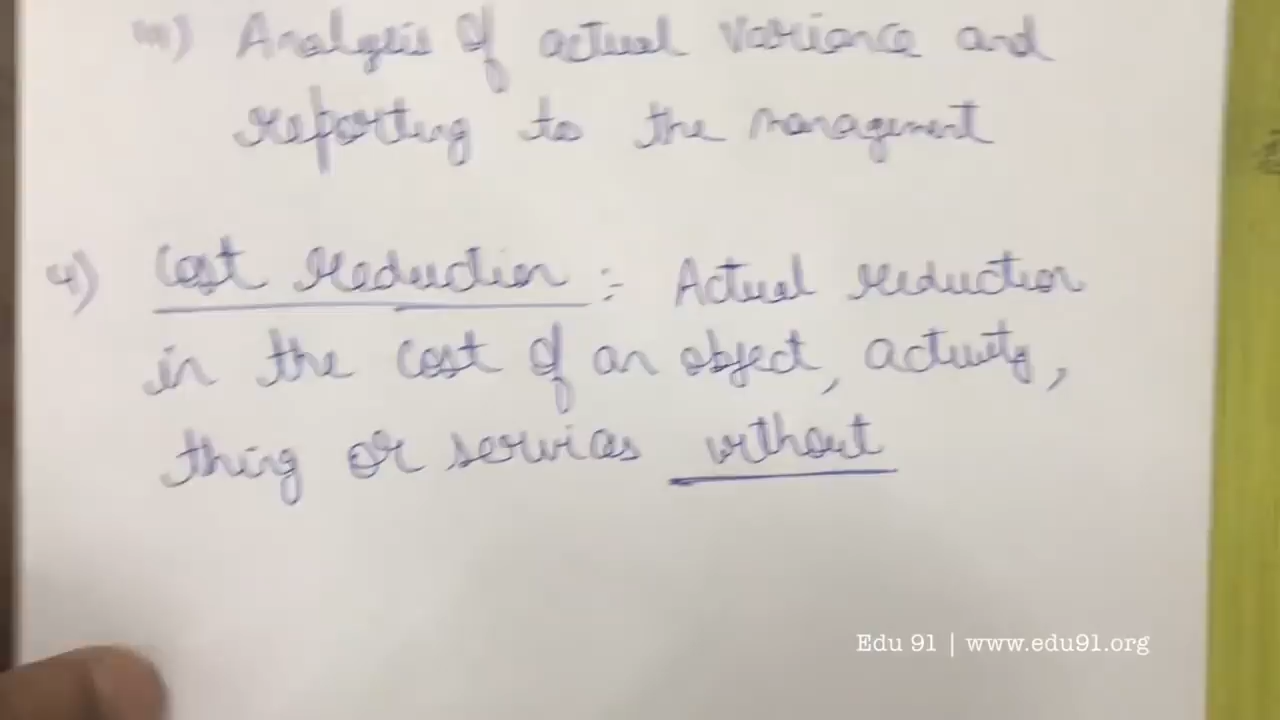 iii) Analysis of actual variance and
reporting to the management
4) Cost reduction :- Actual reduction
in the cost of an object, activity,
thing or services without
Edu 91 | www.edu91.org